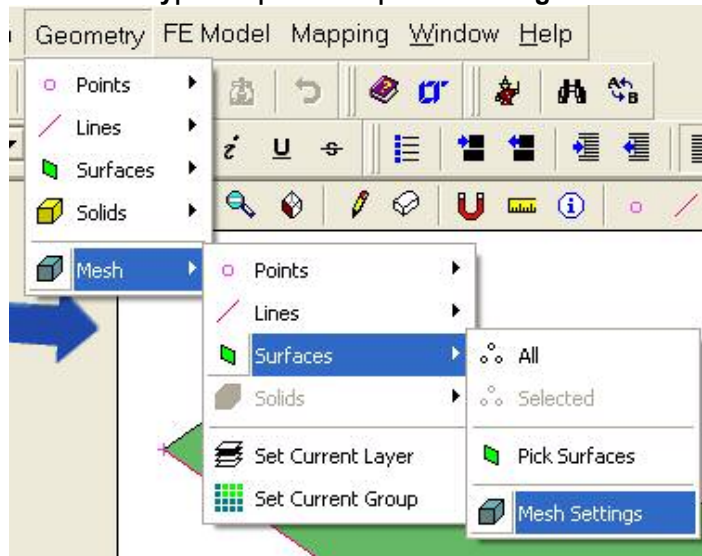 Geometry FE Model Mapping Window Help
Points
Lines
Surfaces
Solids
Mesh
Points
Lines
Surfaces
Solids
Set Current Layer
Set Current Group
All
Selected
Pick Surfaces
Mesh Settings
i U S
A B